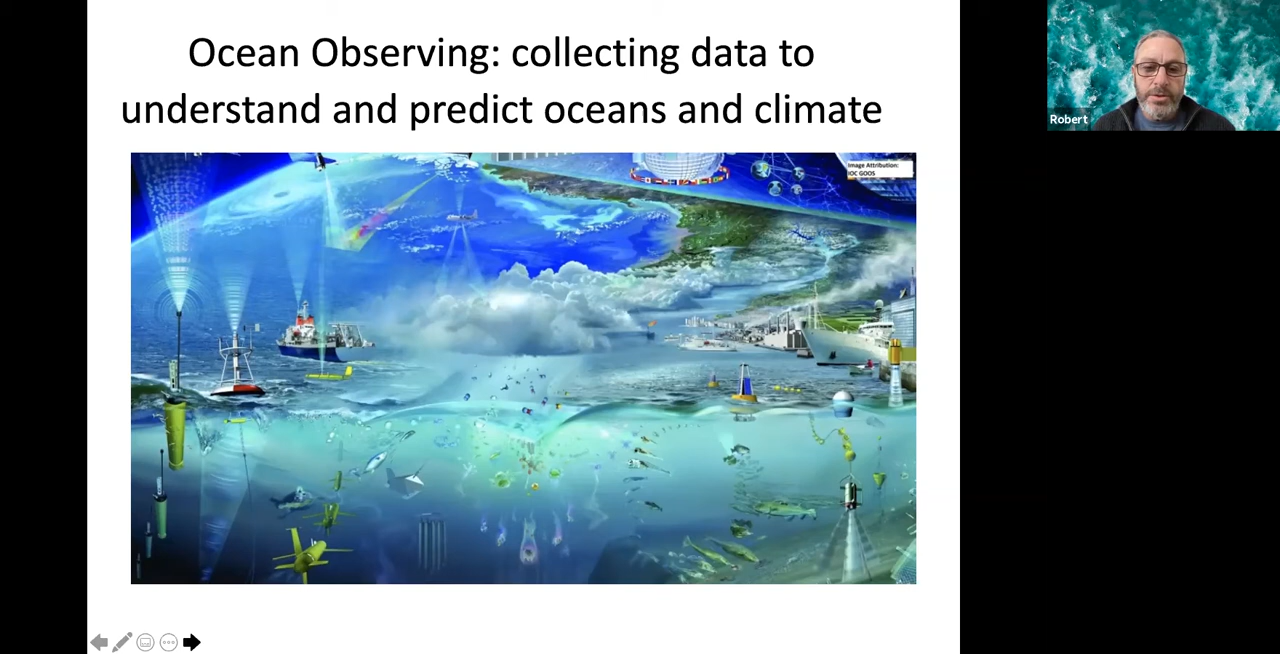 Ocean Observing: collecting data to
understand and predict oceans and climate
Image Attribution:
IOC GOOS
Robert